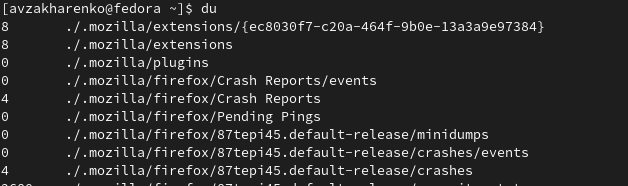 [avzakharenko@fedora ~]$ du
8 ./.mozilla/extensions/{ec8030f7-c20a-464f-9b0e-13a3a9e97384}
8 ./.mozilla/extensions
0 ./.mozilla/plugins
0 ./.mozilla/firefox/Crash Reports/events
4 ./.mozilla/firefox/Crash Reports
0 ./.mozilla/firefox/Pending Pings
0 ./.mozilla/firefox/87tepi45.default-release/minidumps
0 ./.mozilla/firefox/87tepi45.default-release/crashes/events
4 ./.mozilla/firefox/87tepi45.default-release/crashes